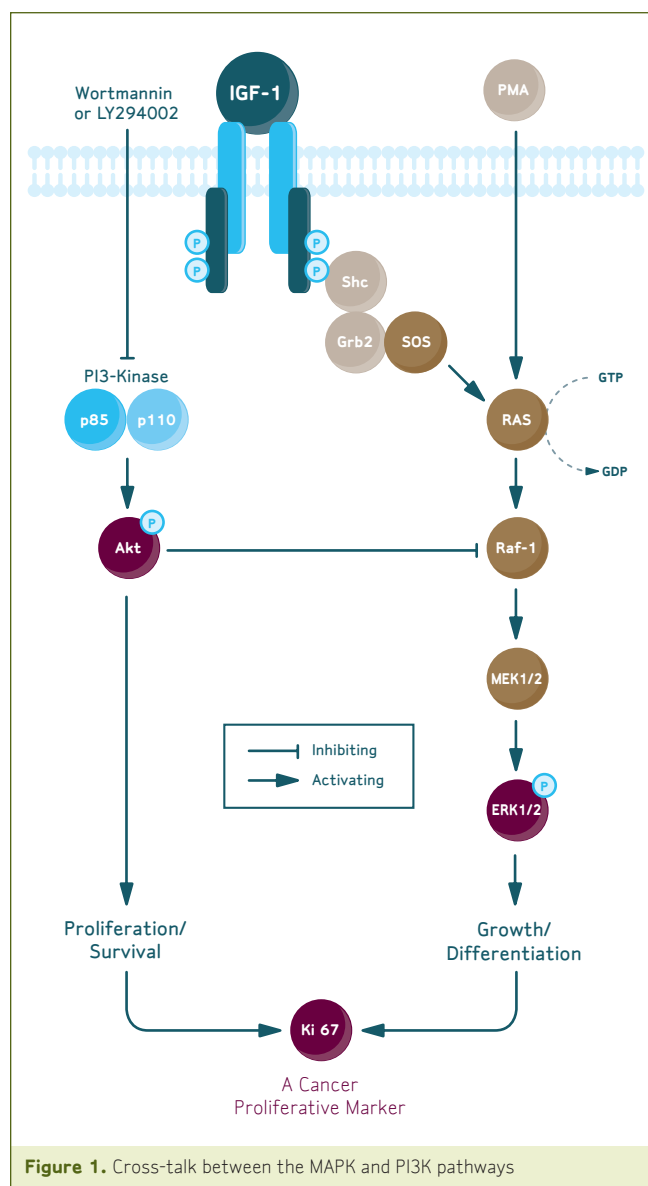 Wortmannin
or LY294002
IGF-1
PMA
P
P
P
P
Shc
Grb2
SOS
PI3-Kinase
p85
p110
RAS
GTP
GDP
Akt
P
Raf-1
MEK1/2
Inhibiting
Activating
P
ERK1/2
Proliferation/
Survival
Growth/
Differentiation
Ki 67
A Cancer
Proliferative Marker
Figure 1. Cross-talk between the MAPK and PI3K pathways